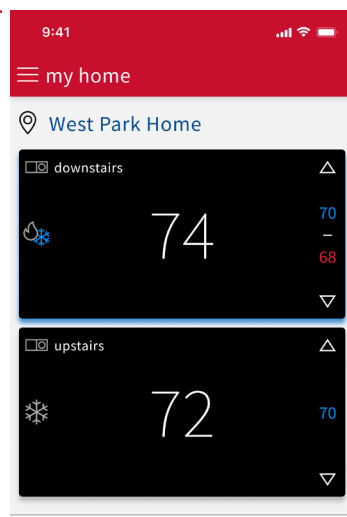 9:41
my home
West Park Home
downstairs
74
70
–
68
upstairs
72
70